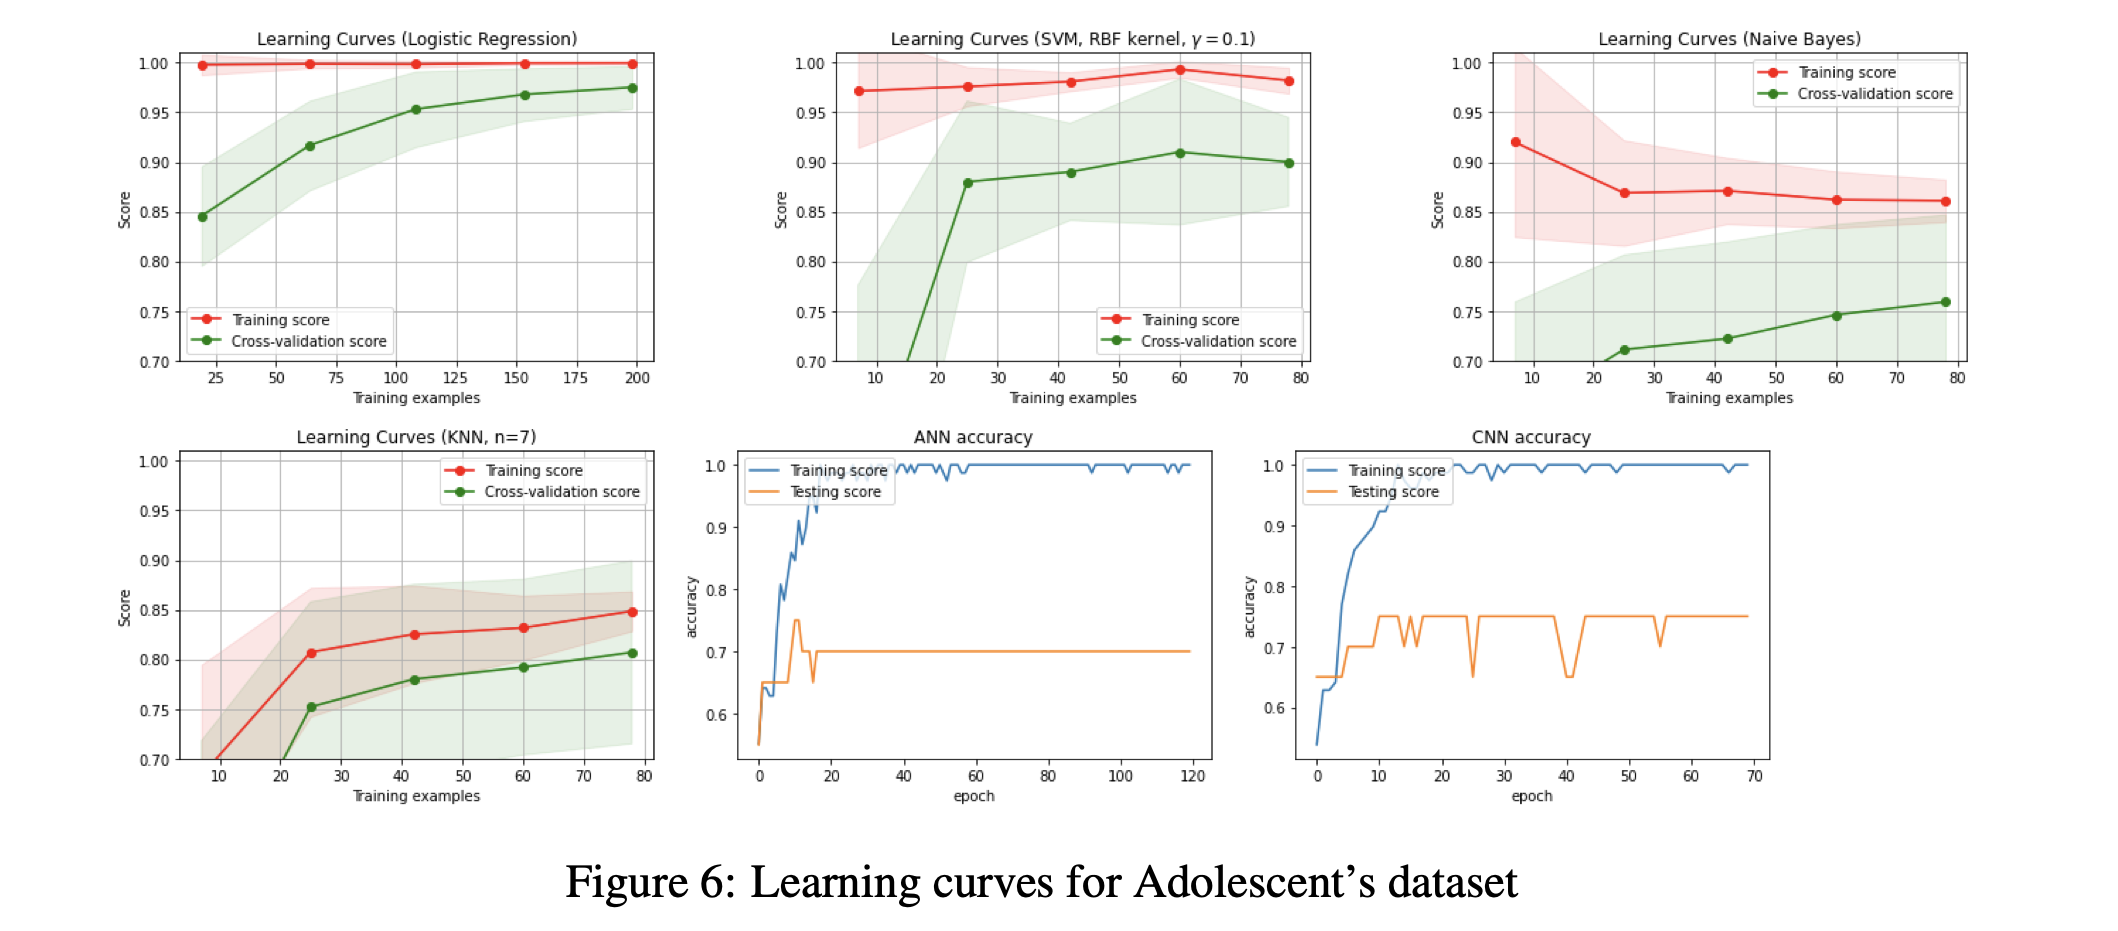 Learning Curves (Logistic Regression)
1.00
0.95
0.90
0.85
0.80
0.75
0.70
Score
Training score
Cross-validation score
25 50 75 100 125 150 175 200
Training examples
Learning Curves (SVM, RBF kernel, γ = 0.1)
1.00
0.95
0.90
0.85
0.80
0.75
0.70
Score
Training score
Cross-validation score
10 20 30 40 50 60 70 80
Training examples
Learning Curves (Naive Bayes)
1.00
0.95
0.90
0.85
0.80
0.75
0.70
Score
Training score
Cross-validation score
10 20 30 40 50 60 70 80
Training examples
Learning Curves (KNN, n=7)
1.00
0.95
0.90
0.85
0.80
0.75
0.70
Score
Training score
Cross-validation score
10 20 30 40 50 60 70 80
Training examples
ANN accuracy
1.0
0.9
0.8
0.7
0.6
accuracy
Training score
Testing score
0 20 40 60 80 100 120
epoch
CNN accuracy
1.0
0.9
0.8
0.7
0.6
accuracy
Training score
Testing score
0 10 20 30 40 50 60 70
epoch
Figure 6: Learning curves for Adolescent’s dataset